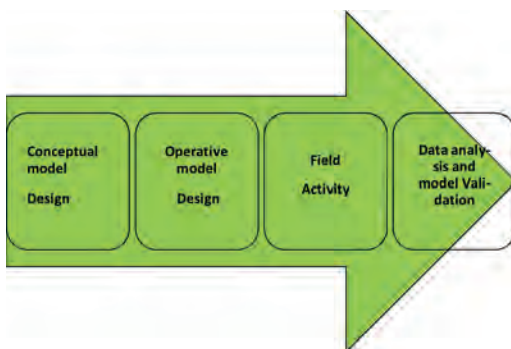 Conceptual
model
Design
Operative
model
Design
Field
Activity
Data analy-
sis and
model Vali-
dation